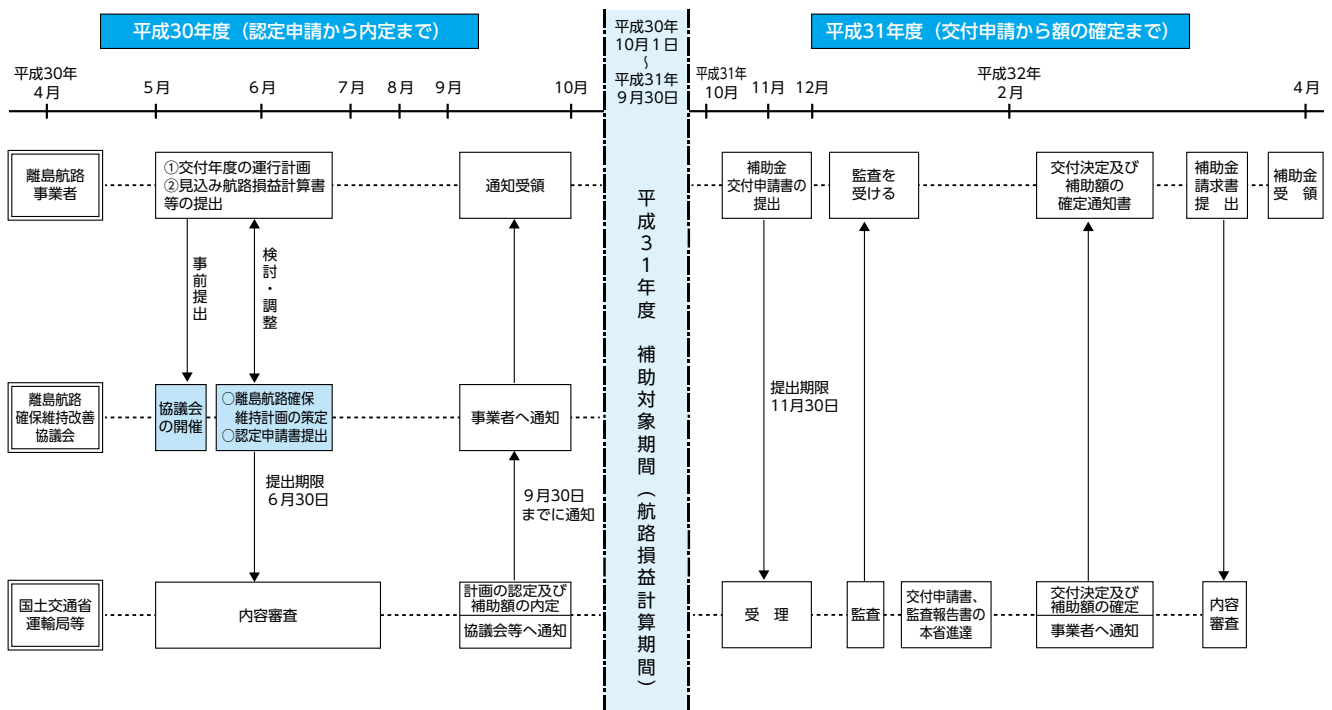 平成30年度（認定申請から内定まで）
平成30年
10月1日
～
平成31年
9月30日
平成31年度（交付申請から額の確定まで）
平成30年
4月
5月
6月
7月
8月
9月
10月
平成31年
10月
11月
12月
平成32年
2月
4月
離島航路
事業者
①交付年度の運行計画
②見込み航路損益計算書
等の提出
通知受領
補助金
交付申請書の
提出
監査を
受ける
交付決定及び
補助額の
確定通知書
補助金
請求書
提 出
補助金
受 領
事前提出
検討・調整
平成31年度 補助対象期間（航路損益計算期間）
離島航路
確保維持改善
協議会
協議会
の開催
○離島航路確保
維持計画の策定
○認定申請書提出
事業者へ通知
提出期限
11月30日
提出期限
6月30日
9月30日
までに通知
国土交通省
運輸局等
内容審査
計画の認定及び
補助額の内定
協議会等へ通知
受 理
監査
交付申請書、
監査報告書の
本省進達
交付決定及び
補助額の確定
事業者へ通知
内容
審査